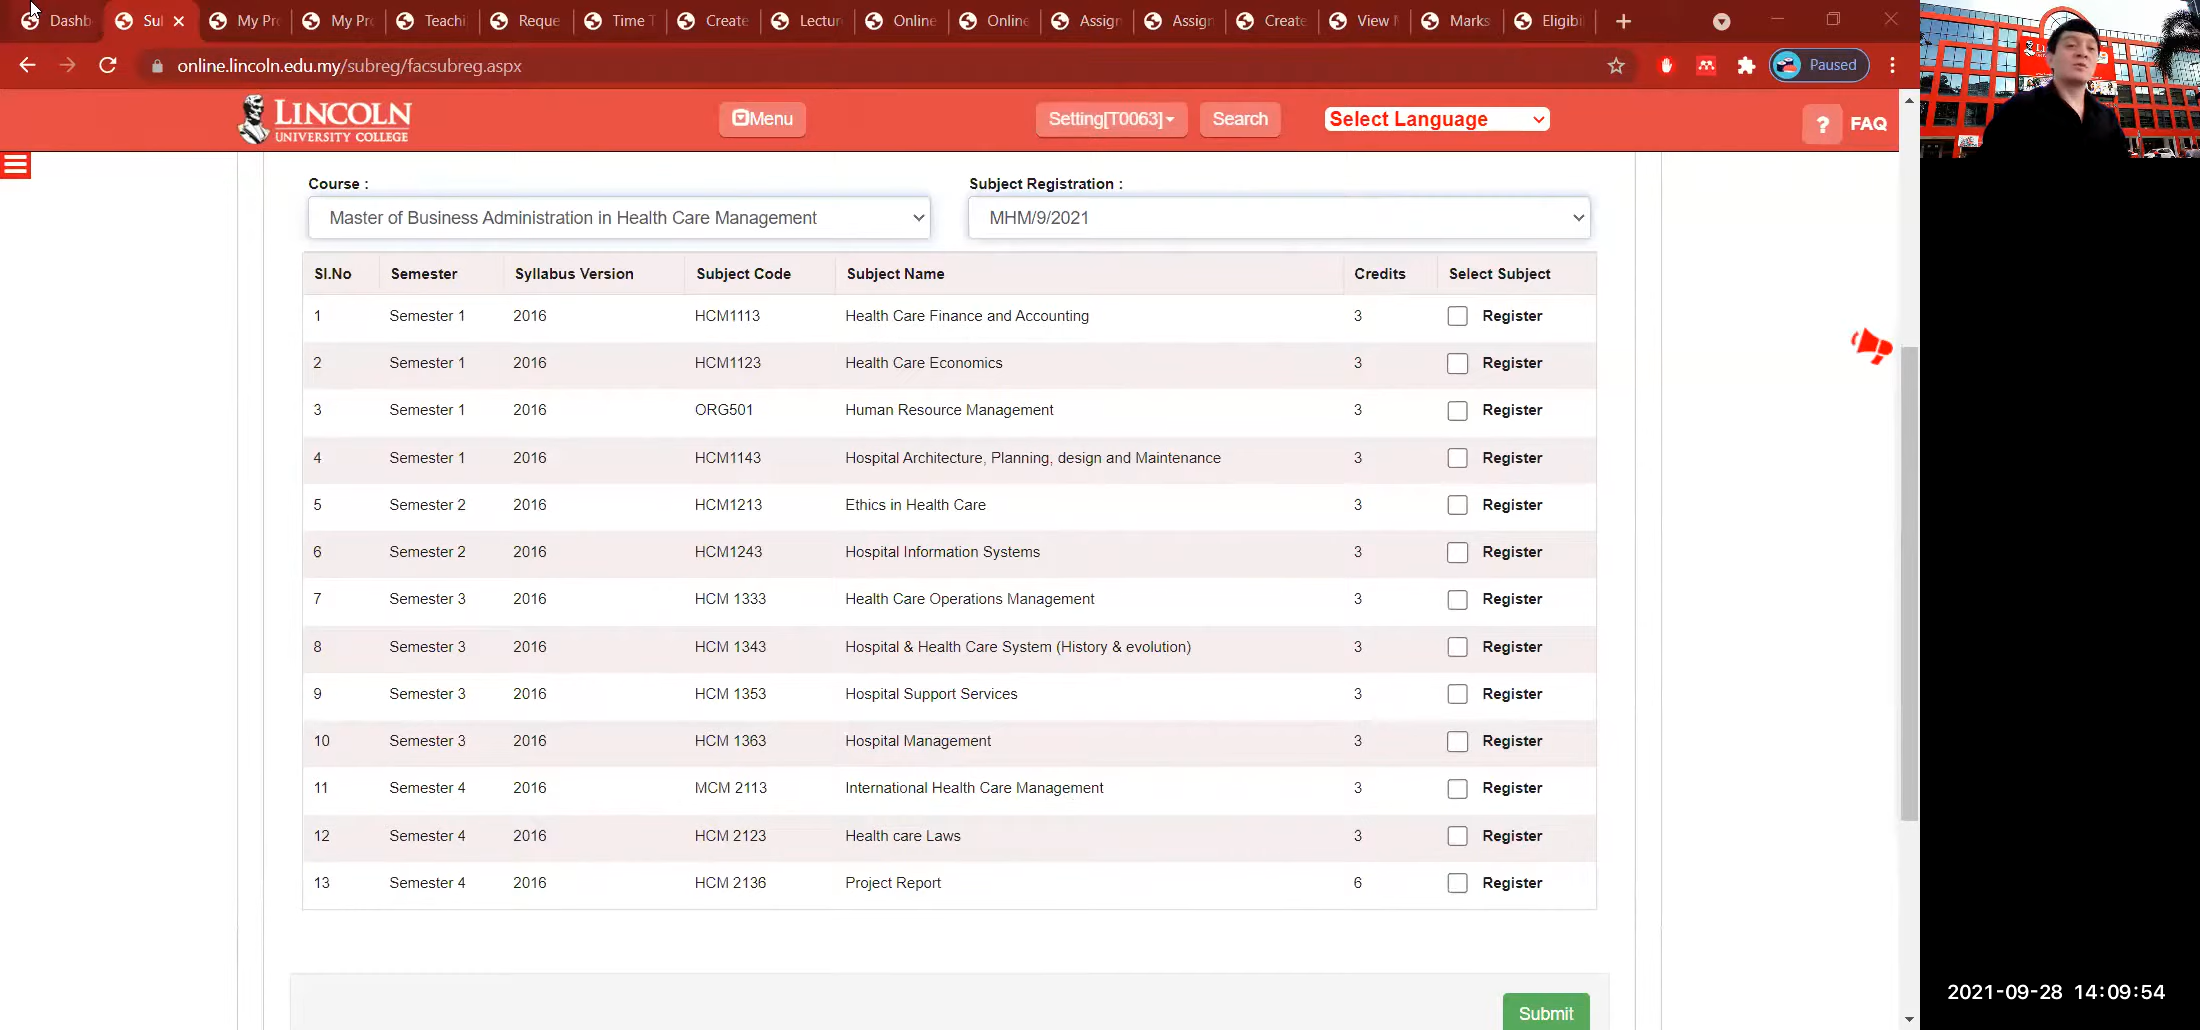 Dashb Sul My Pro My Pro Teachi Reque Time T Create Lectur Online Online Assign Assign Create View M Marks Eligibi
online.lincoln.edu.my/subreg/facsubreg.aspx Paused
LINCOLN
UNIVERSITY COLLEGE
Menu Setting[T0063] Search Select Language ? FAQ
Course : Subject Registration :
Master of Business Administration in Health Care Management MHM/9/2021
Sl.No Semester Syllabus Version Subject Code Subject Name Credits Select Subject
1 Semester 1 2016 HCM1113 Health Care Finance and Accounting 3 Register
2 Semester 1 2016 HCM1123 Health Care Economics 3 Register
3 Semester 1 2016 ORG501 Human Resource Management 3 Register
4 Semester 1 2016 HCM1143 Hospital Architecture, Planning, design and Maintenance 3 Register
5 Semester 2 2016 HCM1213 Ethics in Health Care 3 Register
6 Semester 2 2016 HCM1243 Hospital Information Systems 3 Register
7 Semester 3 2016 HCM 1333 Health Care Operations Management 3 Register
8 Semester 3 2016 HCM 1343 Hospital & Health Care System (History & evolution) 3 Register
9 Semester 3 2016 HCM 1353 Hospital Support Services 3 Register
10 Semester 3 2016 HCM 1363 Hospital Management 3 Register
11 Semester 4 2016 MCM 2113 International Health Care Management 3 Register
12 Semester 4 2016 HCM 2123 Health care Laws 3 Register
13 Semester 4 2016 HCM 2136 Project Report 6 Register
Submit
2021-09-28 14:09:54